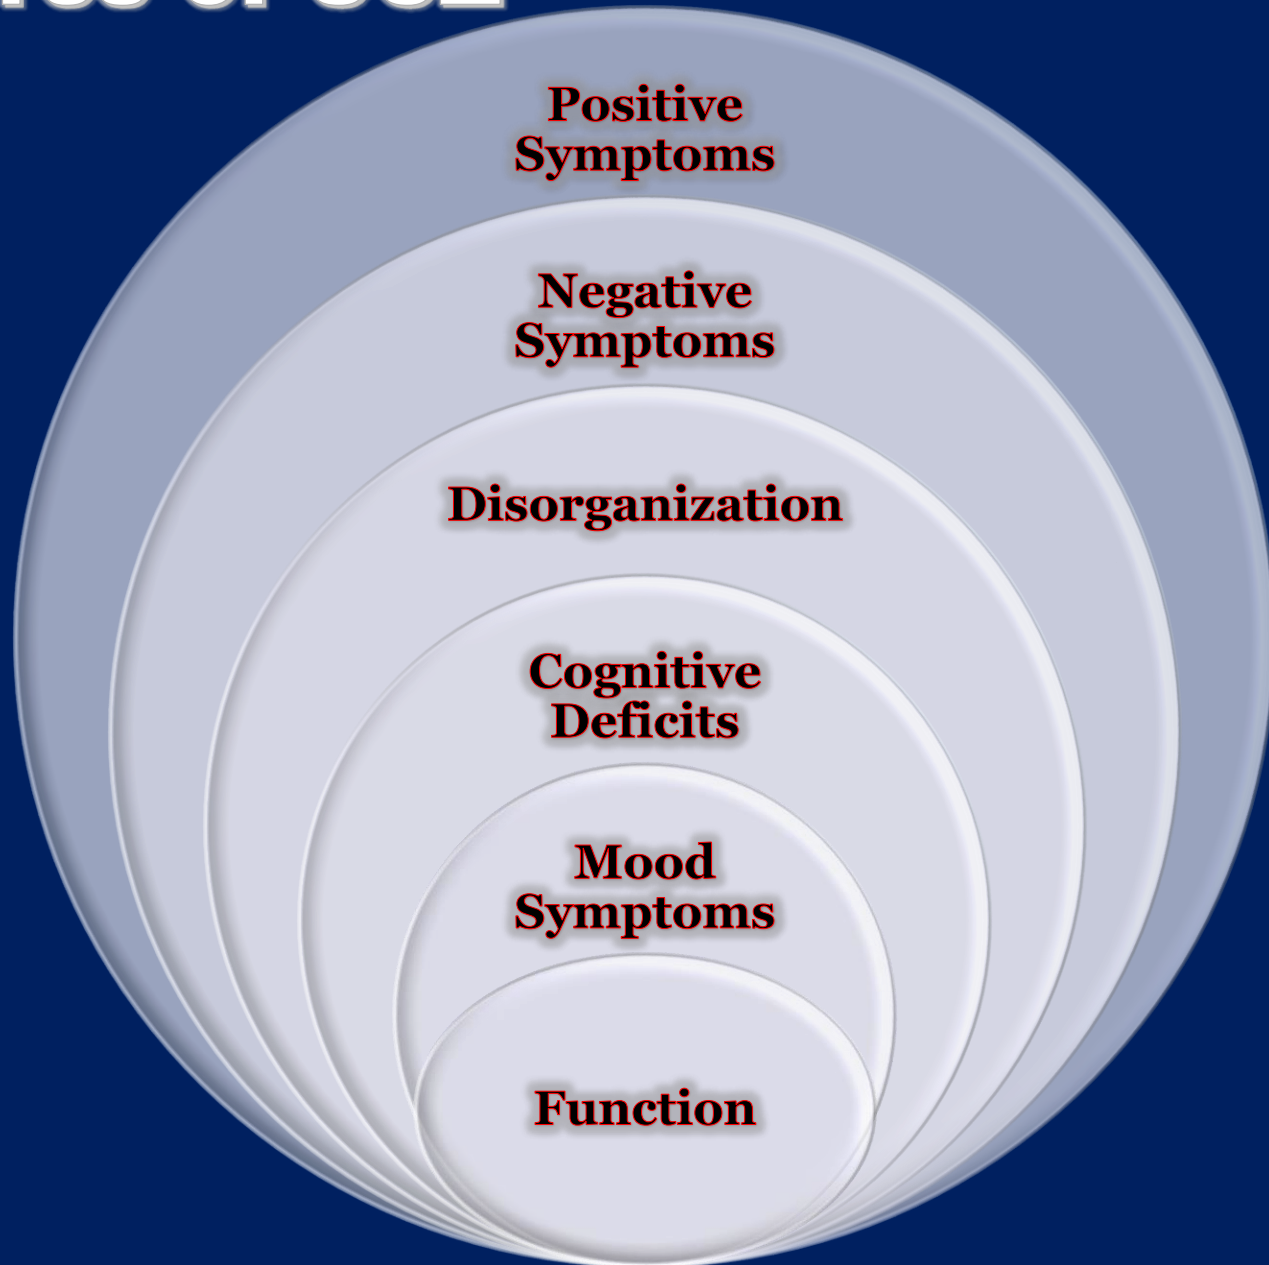 Positive
Symptoms
Negative
Symptoms
Disorganization
Cognitive
Deficits
Mood
Symptoms
Function